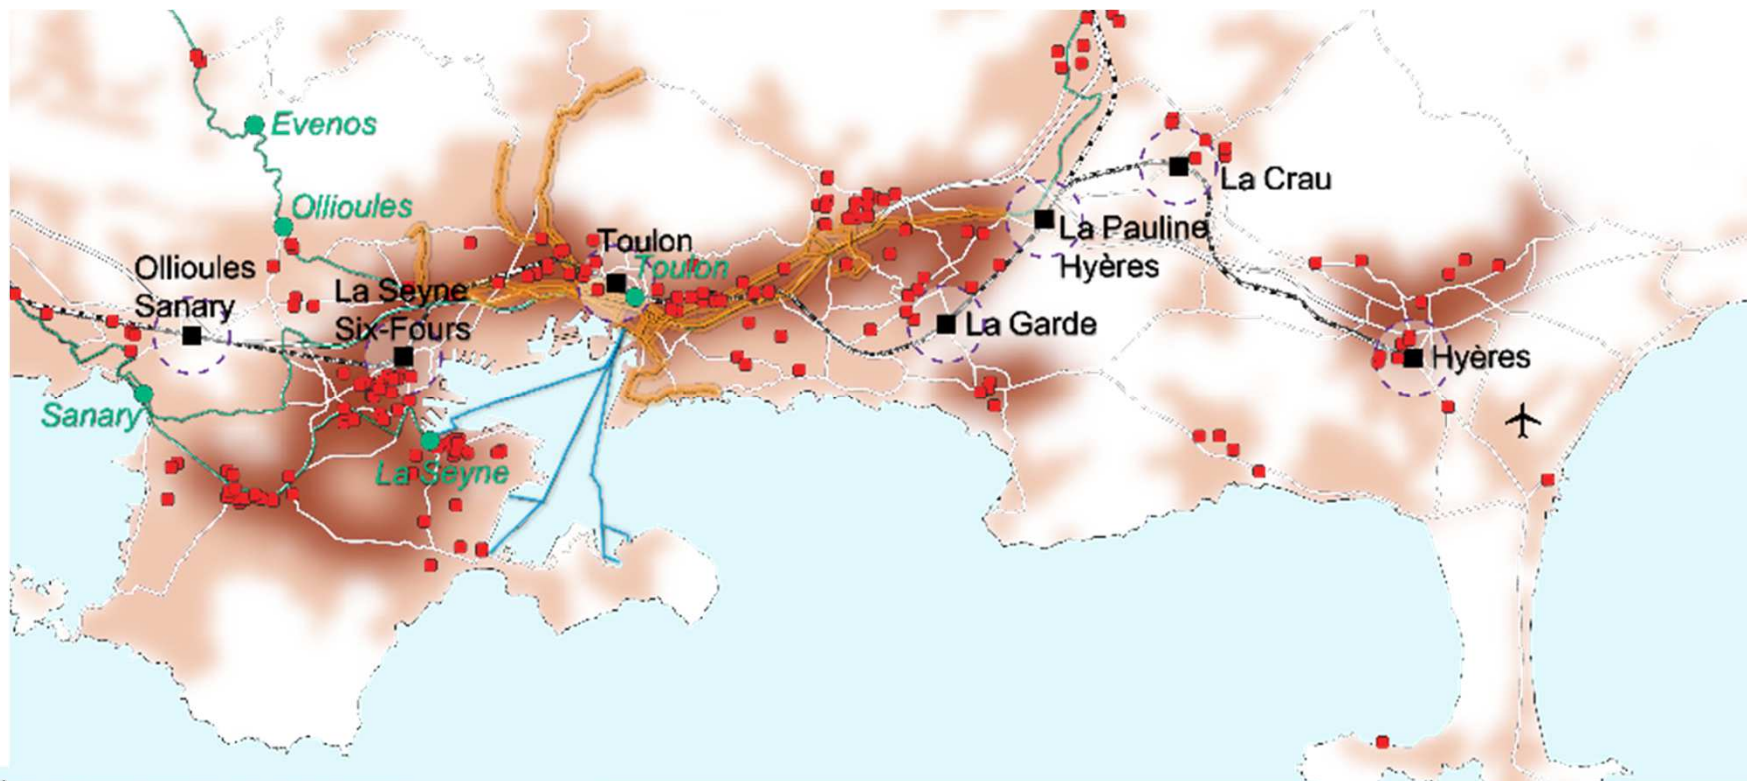 Evenos
Ollioules
Ollioules
Sanary
La Seyne
Six-Fours
Toulon
Toulon
La Crau
La Pauline
Hyères
La Garde
Hyères
Sanary
La Seyne